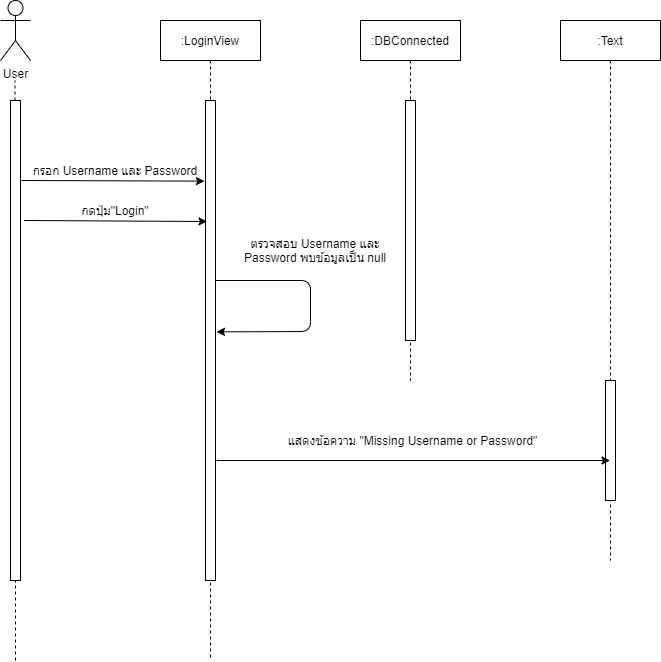 :LoginView
:DBConnected
:Text
User
กรอก Username และ Password
กดปุ่ม"Login"
ตรวจสอบ Username และ
Password พบข้อมูลเป็น null
แสดงข้อความ "Missing Username or Password"